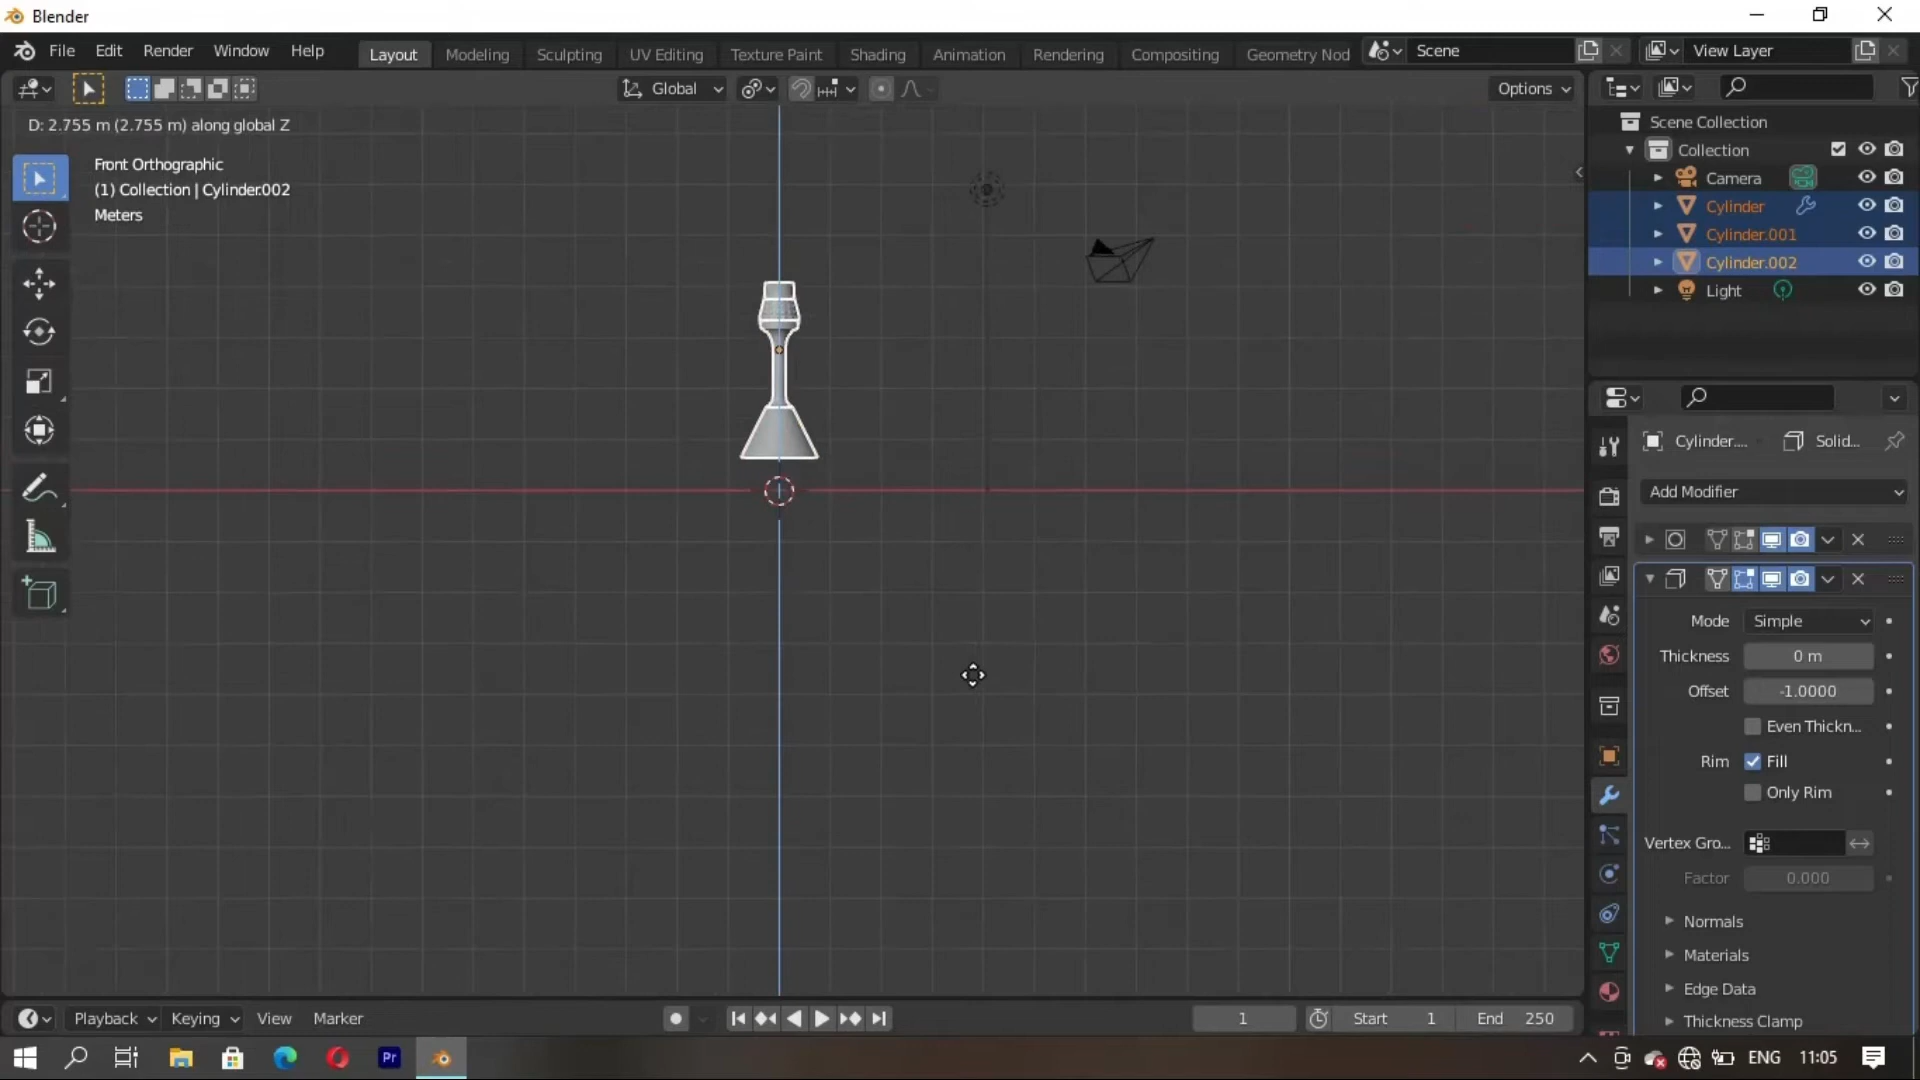 Blender
File Edit Render Window Help Layout Modeling Sculpting UV Editing Texture Paint Shading Animation Rendering Compositing Geometry Nod Scene View Layer
Global Options
D: 2.755 m (2.755 m) along global Z
Front Orthographic
(1) Collection | Cylinder.002
Meters
Scene Collection
Collection
Camera
Cylinder
Cylinder.001
Cylinder.002
Light
Cylinder.... Solid...
Add Modifier
Mode Simple
Thickness 0 m
Offset -1.0000
Even Thickn...
Rim Fill
Only Rim
Vertex Gro...
Factor 0.000
Normals
Materials
Edge Data
Thickness Clamp
Playback Keying View Marker 1 Start 1 End 250
Pr ENG 11:05